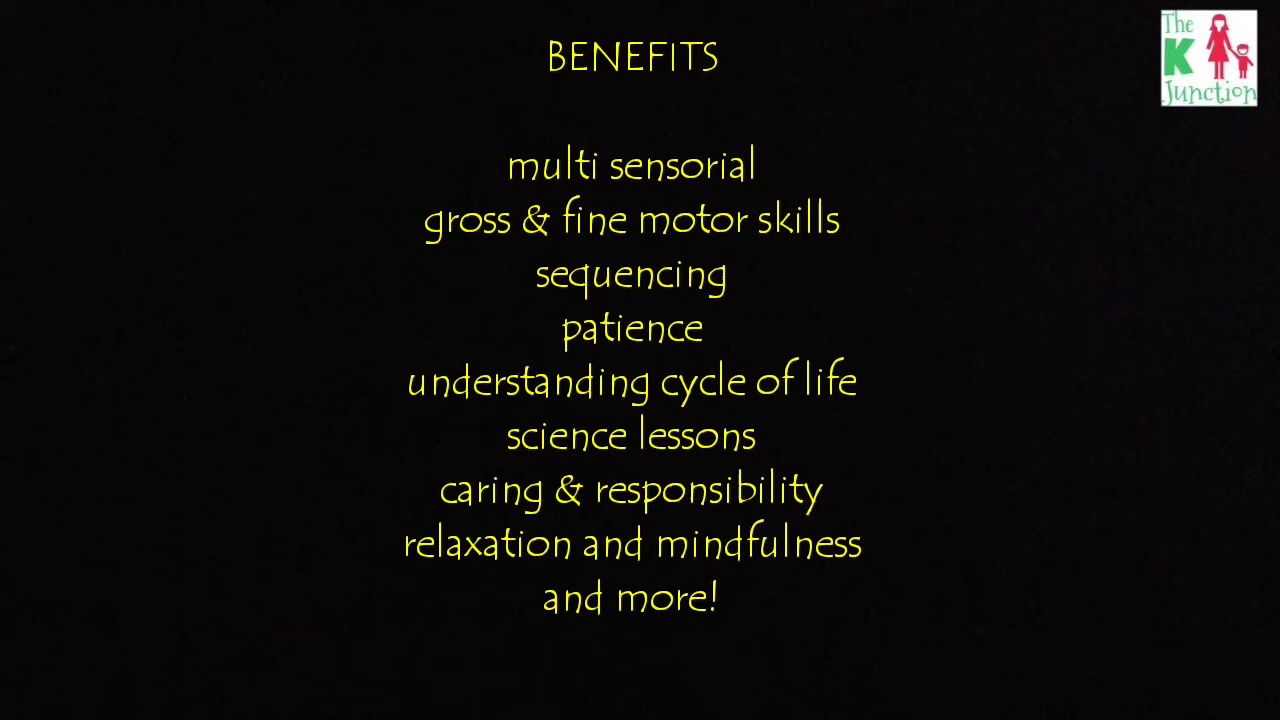 BENEFITS
The
K
Junction
multi sensorial
gross & fine motor skills
sequencing
patience
understanding cycle of life
science lessons
caring & responsibility
relaxation and mindfulness
and more!